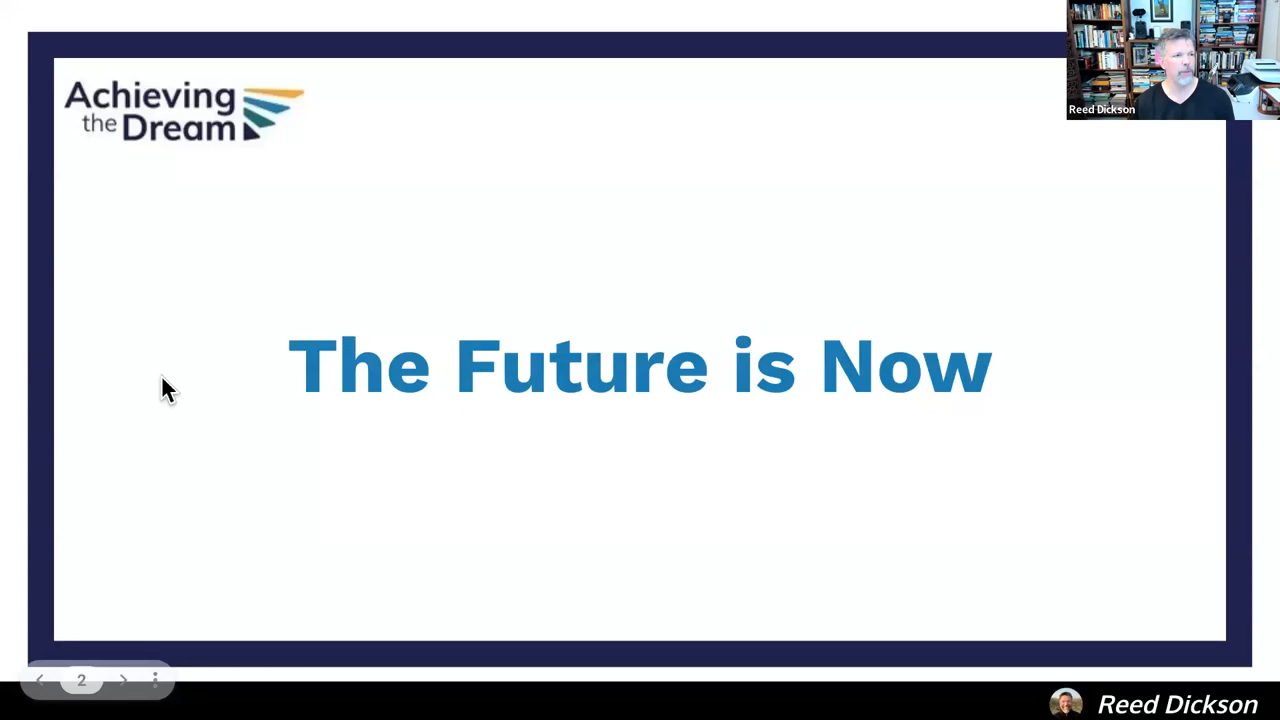 Achieving
the Dream
Reed Dickson
The Future is Now
2
Reed Dickson